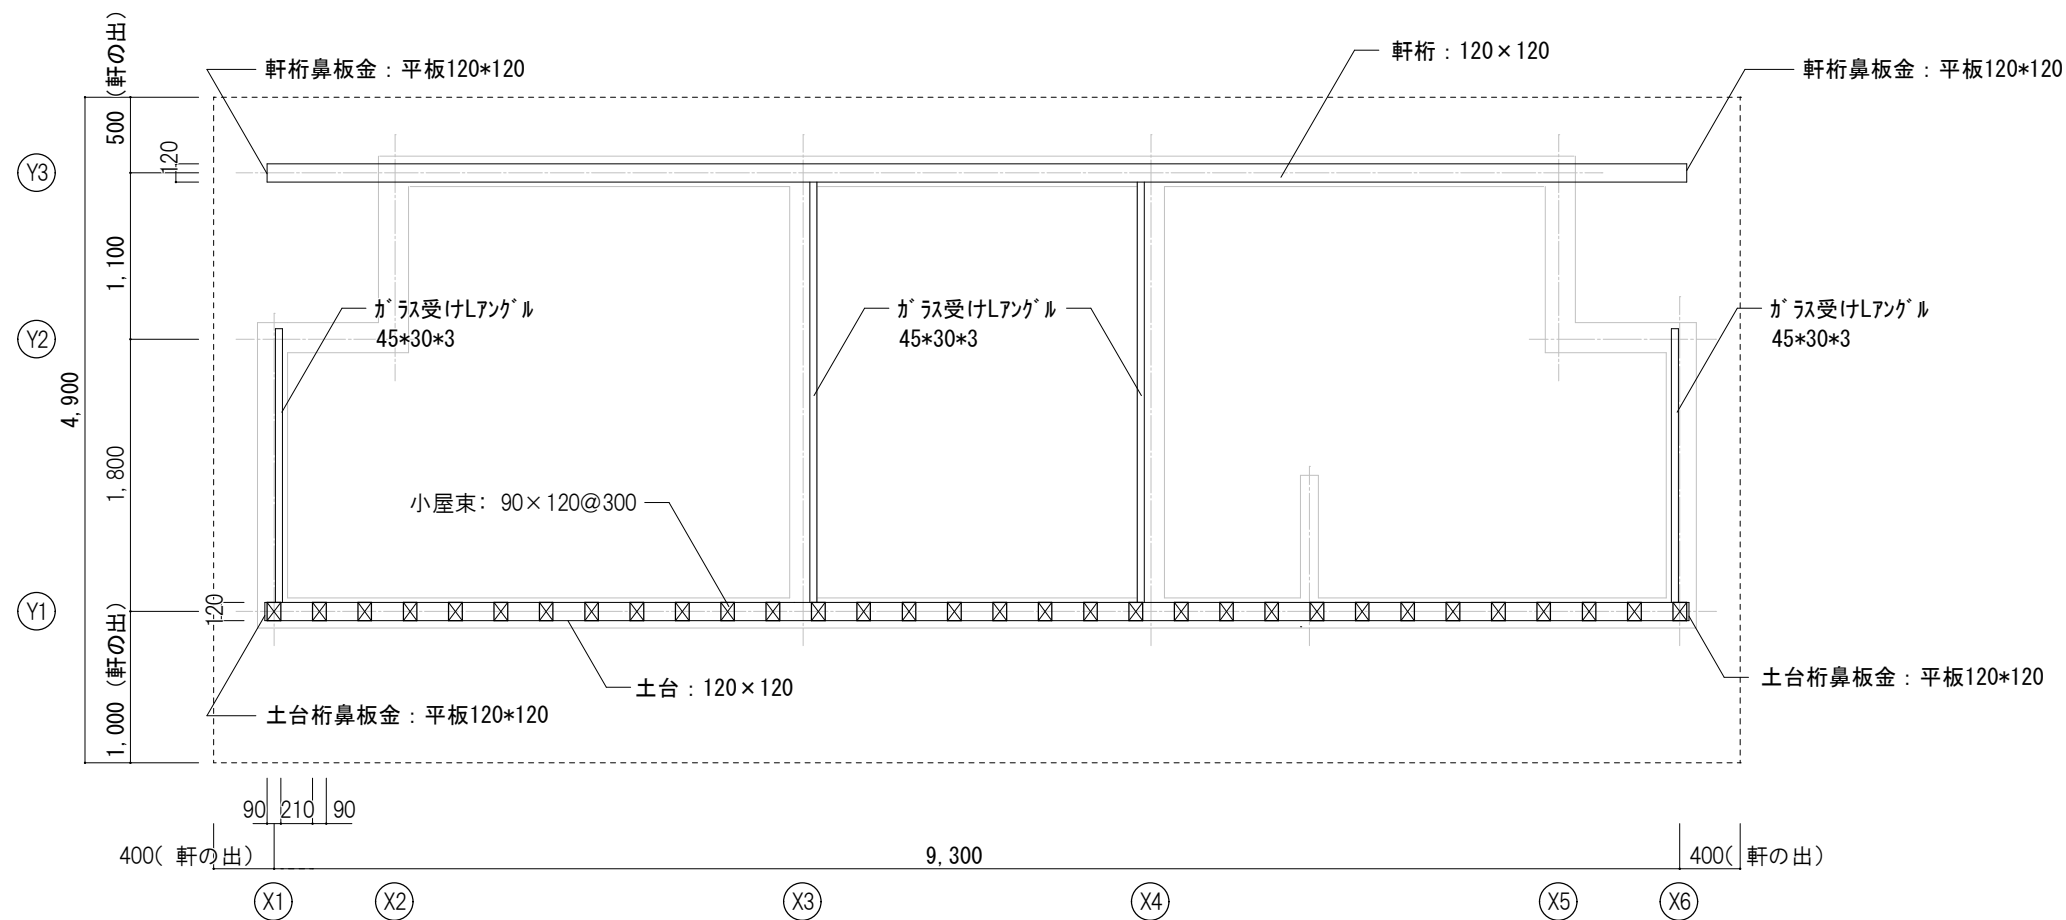 軒桁鼻板金：平板120*120
軒桁：120×120
軒桁鼻板金：平板120*120
500 (軒の出)
120
Y3
1,100
ｶﾞﾗｽ受けLｱﾝｸﾞﾙ
45*30*3
ｶﾞﾗｽ受けLｱﾝｸﾞﾙ
45*30*3
ｶﾞﾗｽ受けLｱﾝｸﾞﾙ
45*30*3
Y2
4,900
1,800
小屋束：90×120@300
120
Y1
1,000 (軒の出)
土台：120×120
土台桁鼻板金：平板120*120
土台桁鼻板金：平板120*120
90 210 90
400( 軒の出)
9,300
400( 軒の出)
X1 X2 X3 X4 X5 X6